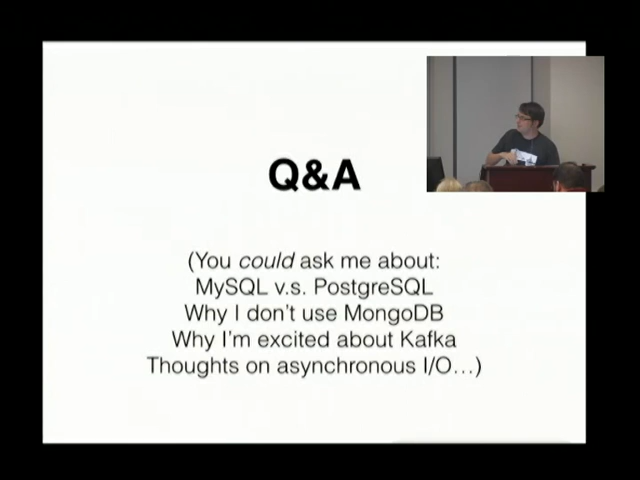 Q&A
(You could ask me about:
MySQL v.s. PostgreSQL
Why I don't use MongoDB
Why I'm excited about Kafka
Thoughts on asynchronous I/O...)